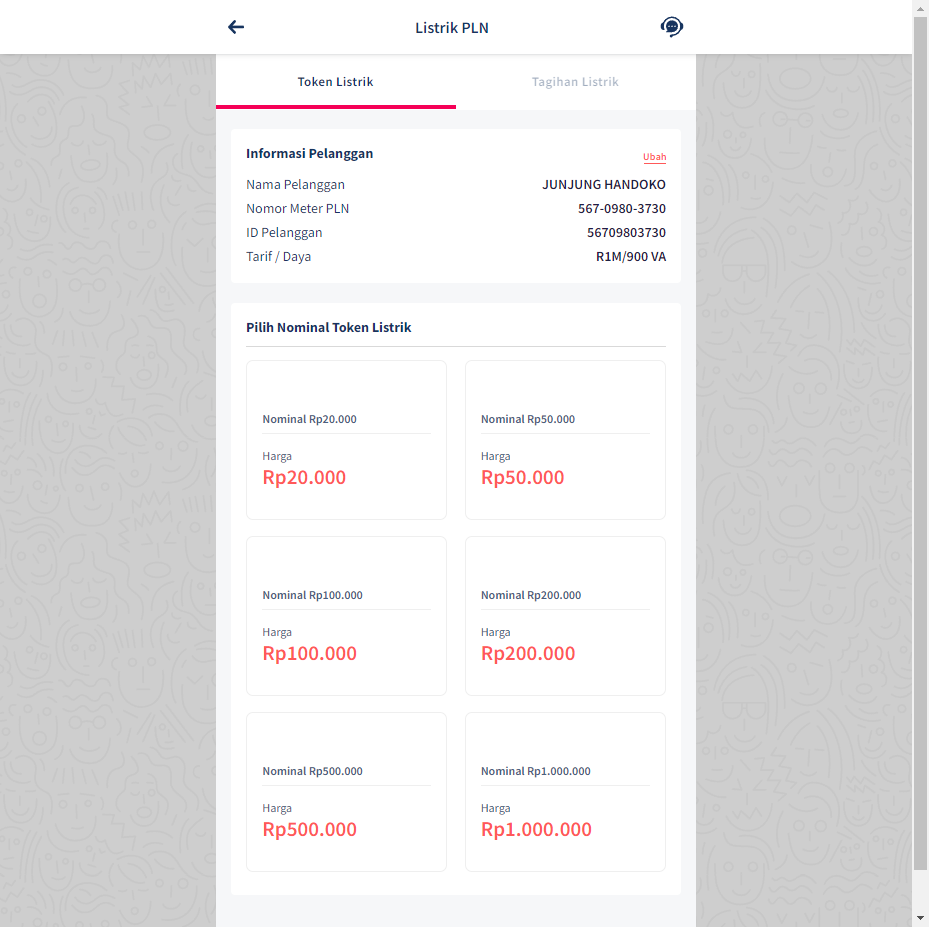 Listrik PLN
Token Listrik Tagihan Listrik
Informasi Pelanggan Ubah
Nama Pelanggan JUNJUNG HANDOKO
Nomor Meter PLN 567-0980-3730
ID Pelanggan 56709803730
Tarif / Daya R1M/900 VA
Pilih Nominal Token Listrik
Nominal Rp20.000 Nominal Rp50.000
Harga Harga
Rp20.000 Rp50.000
Nominal Rp100.000 Nominal Rp200.000
Harga Harga
Rp100.000 Rp200.000
Nominal Rp500.000 Nominal Rp1.000.000
Harga Harga
Rp500.000 Rp1.000.000